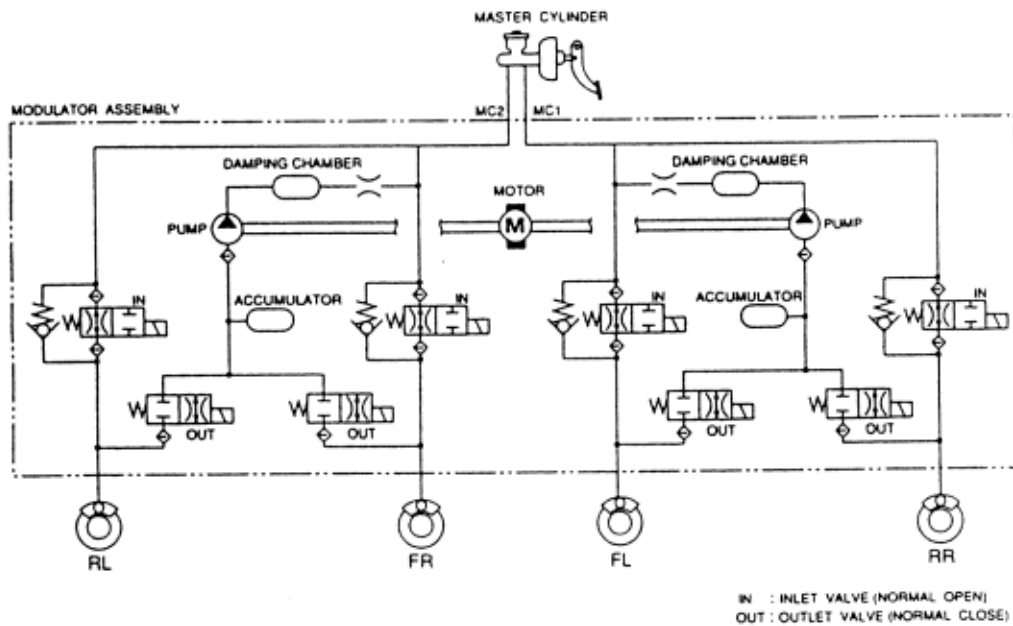 MASTER CYLINDER
MODULATOR ASSEMBLY
MC2 MC1
DAMPING CHAMBER
DAMPING CHAMBER
MOTOR
M
PUMP
PUMP
IN
ACCUMULATOR
IN
IN
ACCUMULATOR
IN
OUT
OUT
OUT
OUT
RL
FR
FL
RR
IN : INLET VALVE (NORMAL OPEN)
OUT : OUTLET VALVE (NORMAL CLOSE)